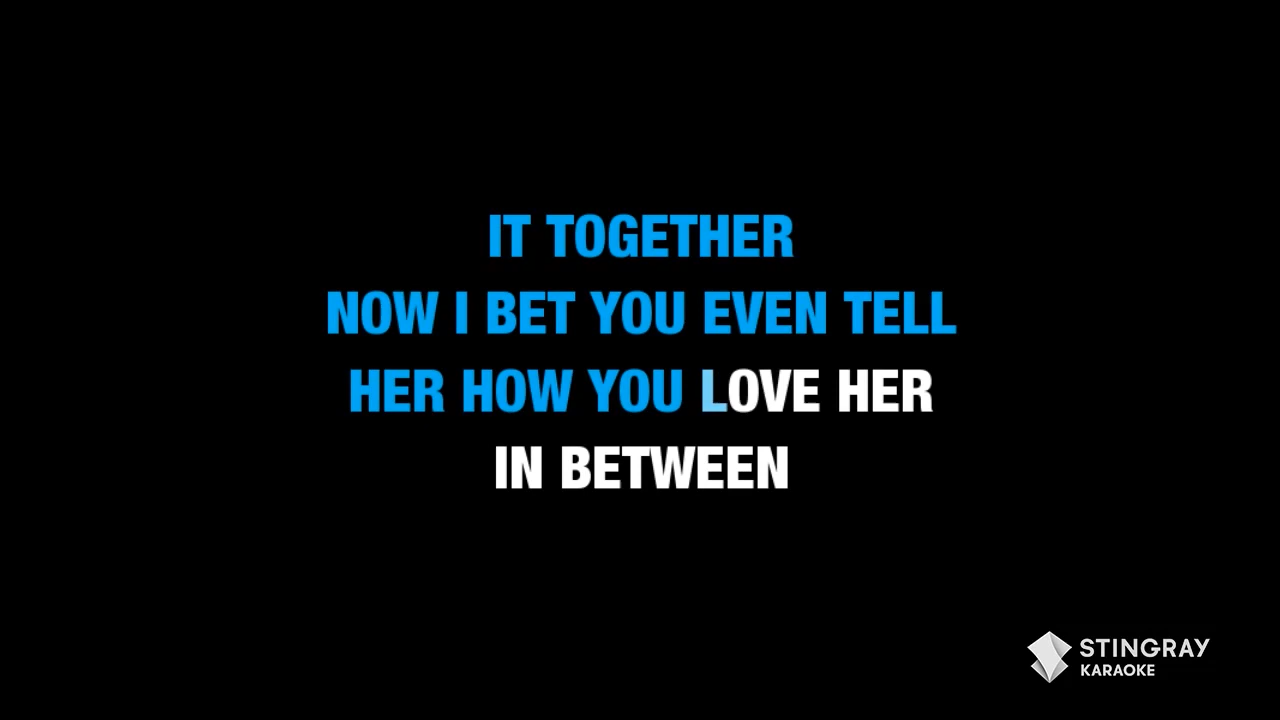 IT TOGETHER
NOW I BET YOU EVEN TELL
HER HOW YOU LOVE HER
IN BETWEEN
STINGRAY
KARAOKE